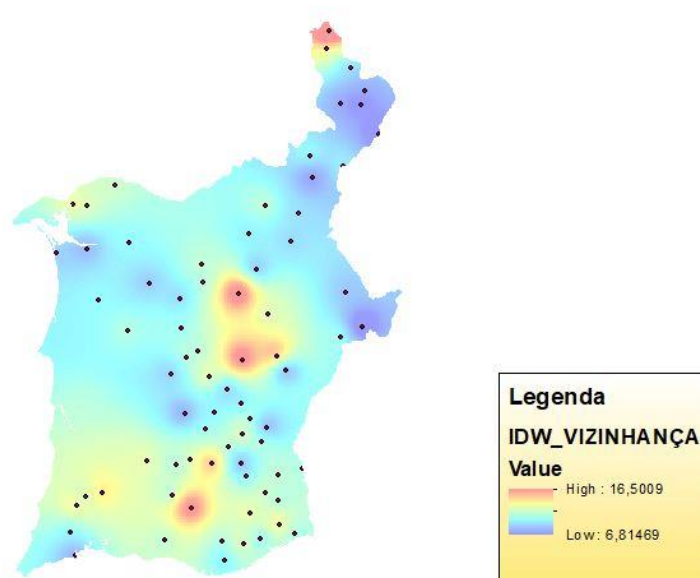 Legenda
IDW_VIZINHANÇA
Value
High : 16,5009
Low: 6,81469